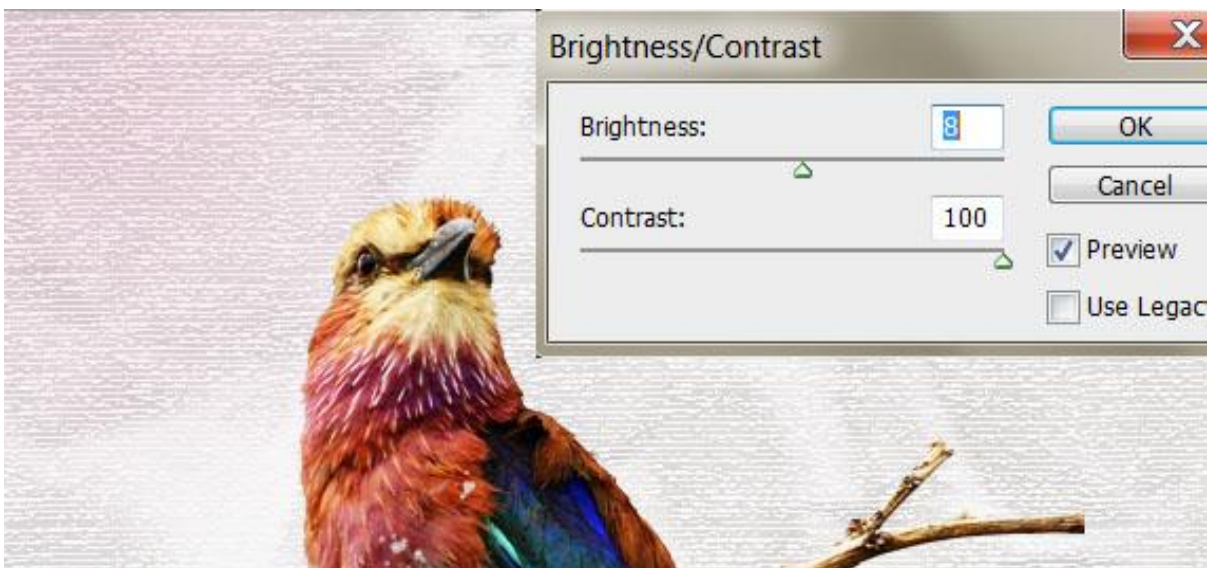 Brightness/Contrast
Brightness: 8
OK
Cancel
Contrast: 100
Preview
Use Legac